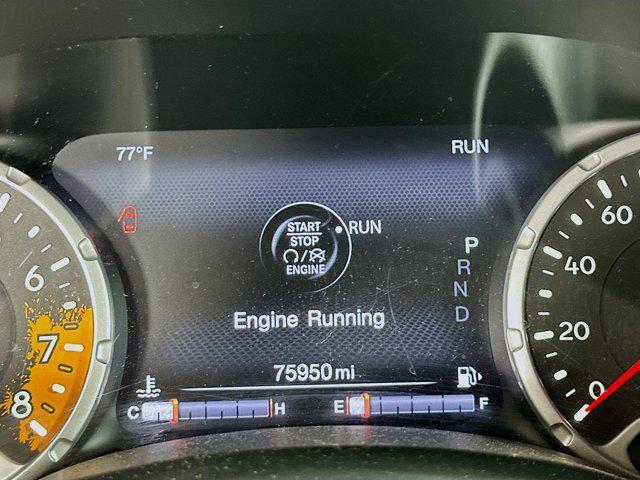 77°F
RUN
START
STOP
ENGINE
RUN
P
R
N
D
Engine Running
75950 mi
C
H
E
F
6
7
8
60
40
20
0